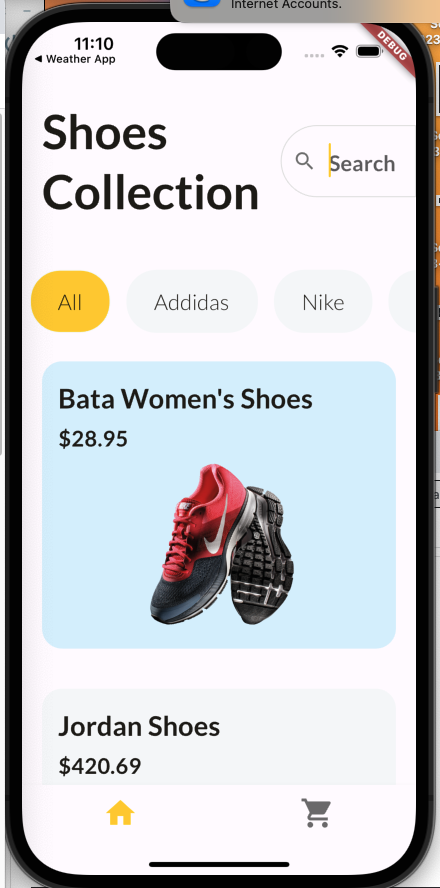 Internet Accounts.
11:10
Weather App
DEBUG
Shoes
Collection
Search
All
Addidas
Nike
Bata Women's Shoes
$28.95
Jordan Shoes
$420.69